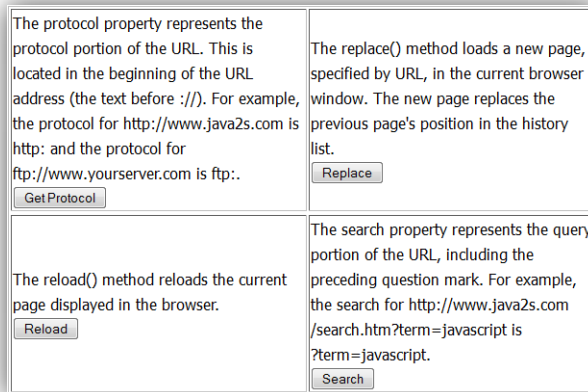 The protocol property represents the
protocol portion of the URL. This is
located in the beginning of the URL
address (the text before ://). For example,
the protocol for http://www.java2s.com is
http: and the protocol for
ftp://www.yourserver.com is ftp:.
Get Protocol
The replace() method loads a new page,
specified by URL, in the current browser
window. The new page replaces the
previous page's position in the history
list.
Replace
The reload() method reloads the current
page displayed in the browser.
Reload
The search property represents the query
portion of the URL, including the
preceding question mark. For example,
the search for http://www.java2s.com
/search.htm?term=javascript is
?term=javascript.
Search